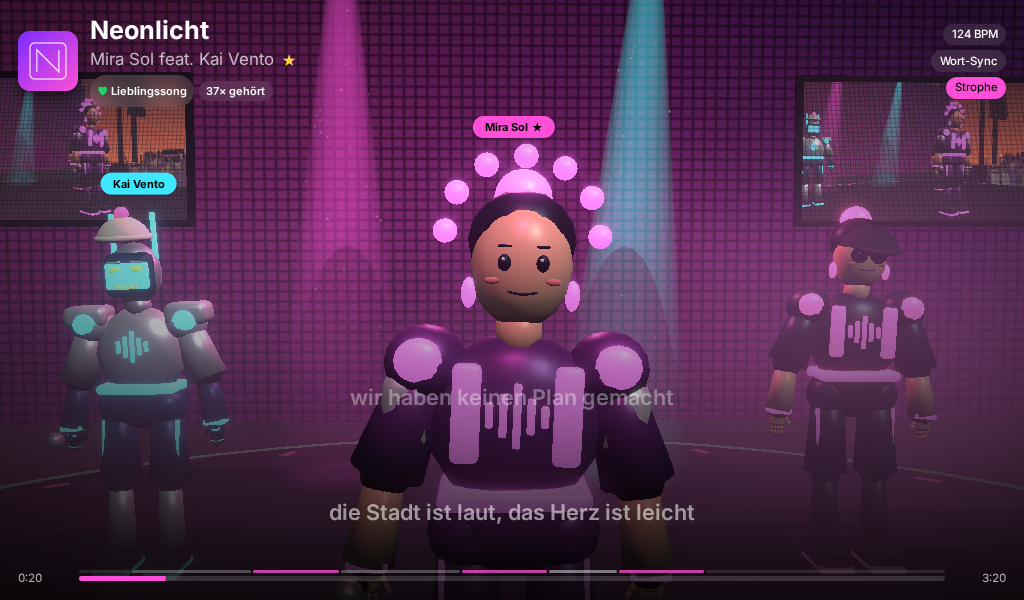 Neonlicht
Mira Sol feat. Kai Vento ★
Lieblingssong
37× gehört
124 BPM
Wort-Sync
Strophe
N
Mira Sol ★
Kai Vento
wir haben keinen Plan gemacht
die Stadt ist laut, das Herz ist leicht
0:20
3:20